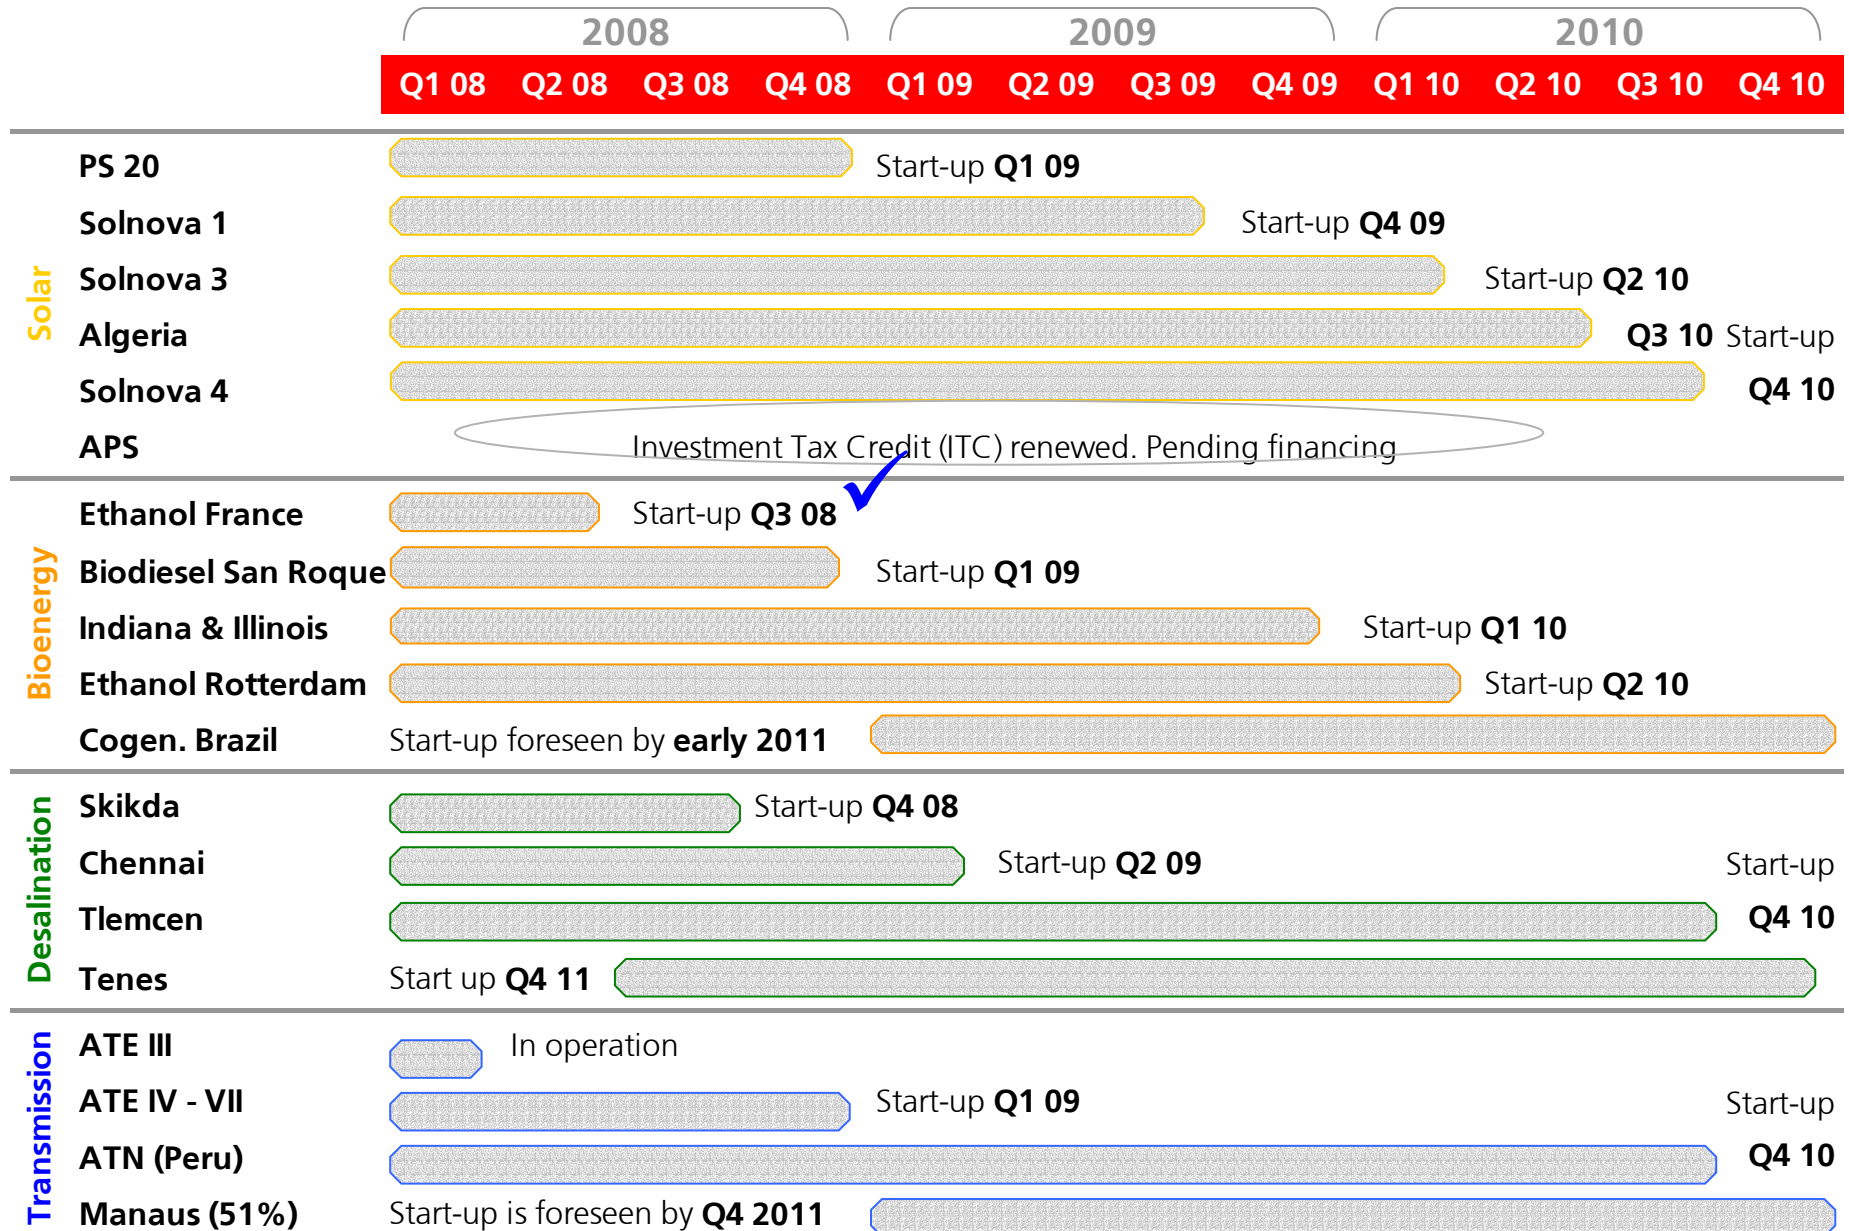 2008 2009 2010
Q1 08 Q2 08 Q3 08 Q4 08 Q1 09 Q2 09 Q3 09 Q4 09 Q1 10 Q2 10 Q3 10 Q4 10
Solar
PS 20 Start-up Q1 09
Solnova 1 Start-up Q4 09
Solnova 3 Start-up Q2 10
Algeria Q3 10 Start-up
Solnova 4 Q4 10
APS Investment Tax Credit (ITC) renewed. Pending financing
Bioenergy
Ethanol France Start-up Q3 08
Biodiesel San Roque Start-up Q1 09
Indiana & Illinois Start-up Q1 10
Ethanol Rotterdam Start-up Q2 10
Cogen. Brazil Start-up foreseen by early 2011
Desalination
Skikda Start-up Q4 08
Chennai Start-up Q2 09 Start-up
Tlemcen Q4 10
Tenes Start up Q4 11
Transmission
ATE III In operation
ATE IV - VII Start-up Q1 09 Start-up
ATN (Peru) Q4 10
Manaus (51%) Start-up is foreseen by Q4 2011